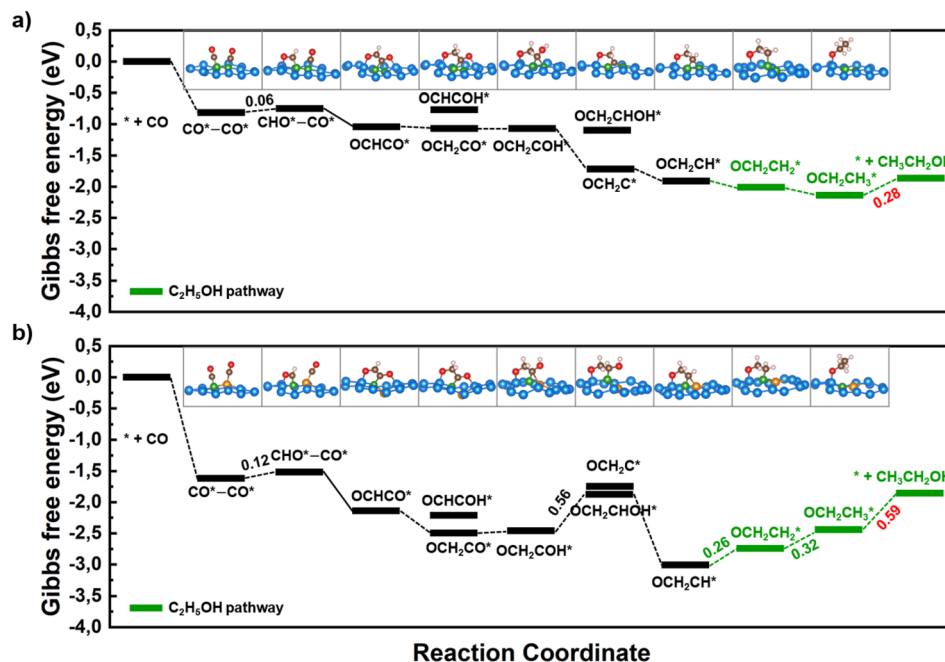 a)
Gibbs free energy (eV)
0,5
0,0
-0,5
-1,0
-1,5
-2,0
-2,5
-3,0
-3,5
-4,0
* + CO
CO*−CO*
0.06
CHO*−CO*
OCHCO*
OCHCOH*
OCH₂CO*
OCH₂COH*
OCH₂CHOH*
OCH₂C*
OCH₂CH*
OCH₂CH₂*
OCH₂CH₃*
* + CH₃CH₂OH
0.28
C₂H₅OH pathway
b)
Gibbs free energy (eV)
0,5
0,0
-0,5
-1,0
-1,5
-2,0
-2,5
-3,0
-3,5
-4,0
* + CO
CO*−CO*
0.12
CHO*−CO*
OCHCO*
OCHCOH*
OCH₂CO*
OCH₂COH*
0.56
OCH₂C*
OCH₂CHOH*
OCH₂CH*
0.26
OCH₂CH₂*
0.32
OCH₂CH₃*
0.59
* + CH₃CH₂OH
C₂H₅OH pathway
Reaction Coordinate